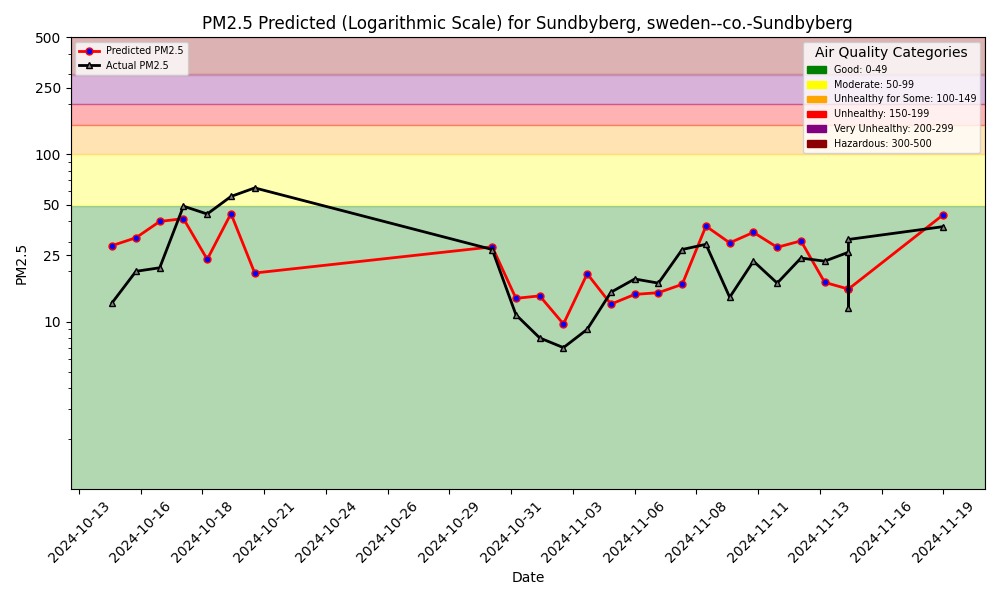 PM2.5 Predicted (Logarithmic Scale) for Sundbyberg, sweden--co.-Sundbyberg
500
250
100
50
25
10
PM2.5
Predicted PM2.5
Actual PM2.5
Air Quality Categories
Good: 0-49
Moderate: 50-99
Unhealthy for Some: 100-149
Unhealthy: 150-199
Very Unhealthy: 200-299
Hazardous: 300-500
2024-10-13
2024-10-16
2024-10-18
2024-10-21
2024-10-24
2024-10-26
2024-10-29
2024-10-31
2024-11-03
2024-11-06
2024-11-08
2024-11-11
2024-11-13
2024-11-16
2024-11-19
Date